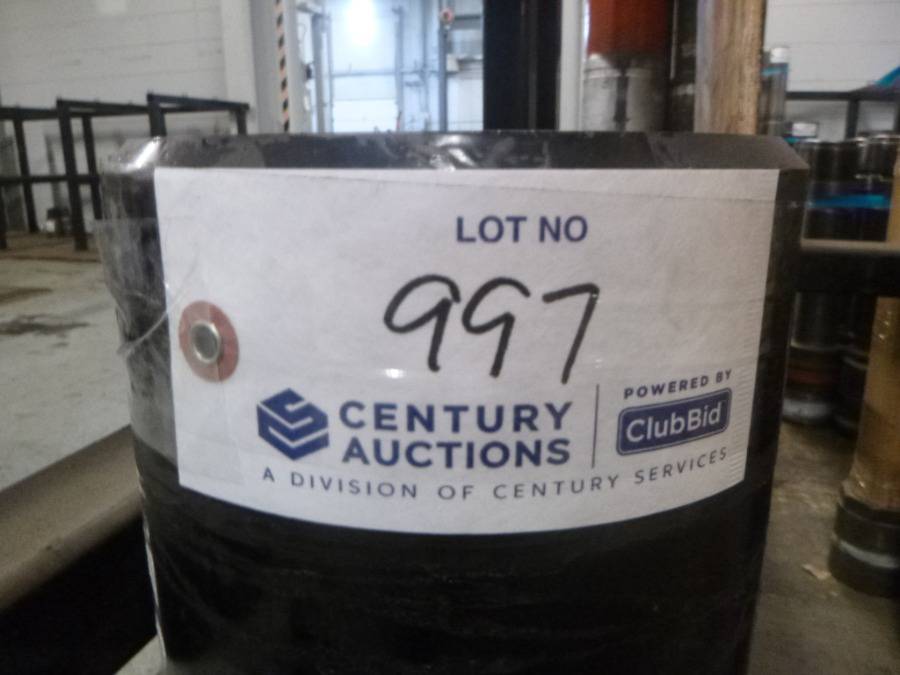 LOT NO
997
CENTURY AUCTIONS
POWERED BY
ClubBid
A DIVISION OF CENTURY SERVICES